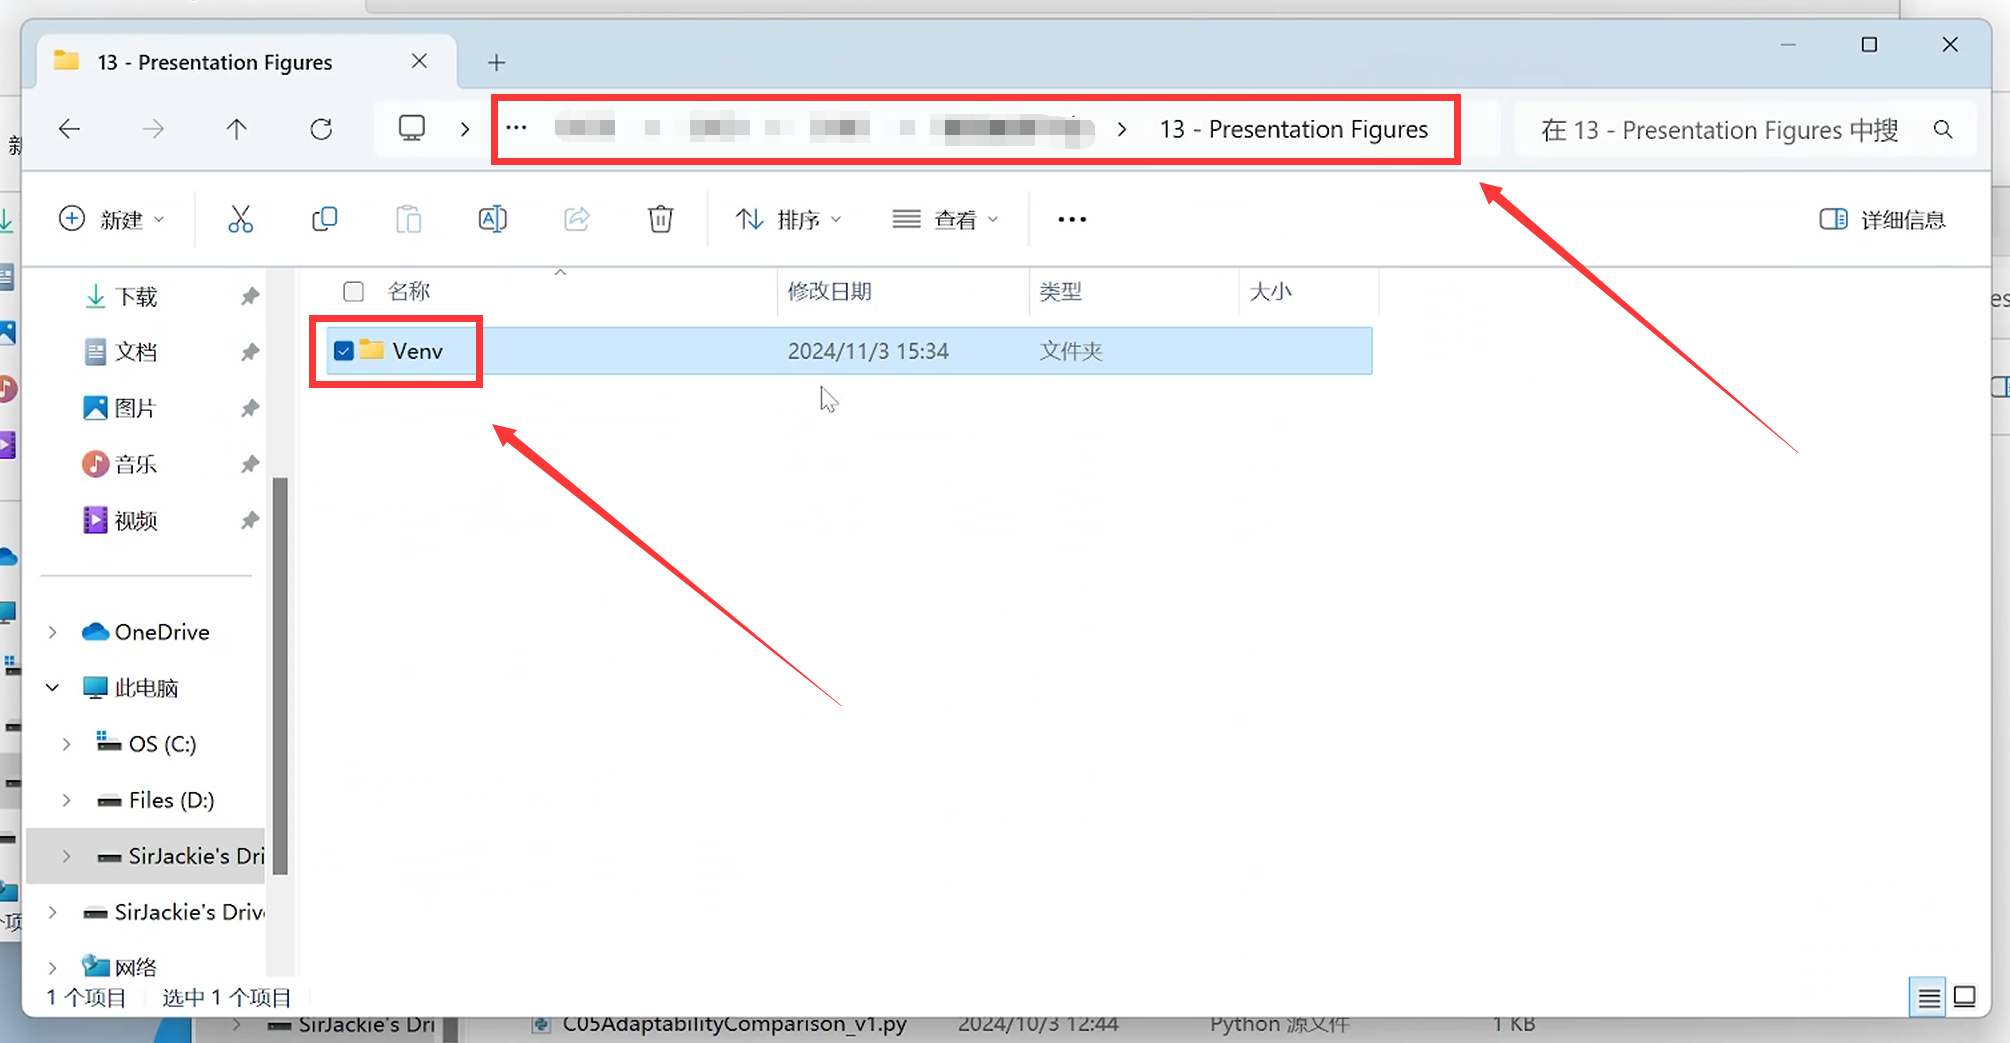 13 - Presentation Figures
13 - Presentation Figures
在 13 - Presentation Figures 中搜
新建
排序
查看
详细信息
名称
修改日期
类型
大小
Venv
2024/11/3 15:34
文件夹
下载
文档
图片
音乐
视频
OneDrive
此电脑
OS (C:)
Files (D:)
SirJackie's Dri
SirJackie's Driv
网络
1 个项目
选中 1 个项目
SirJackie's Dri
C05AdaptabilityComparison_v1.py
2024/10/3 12:44
Python 源文件
1 KB